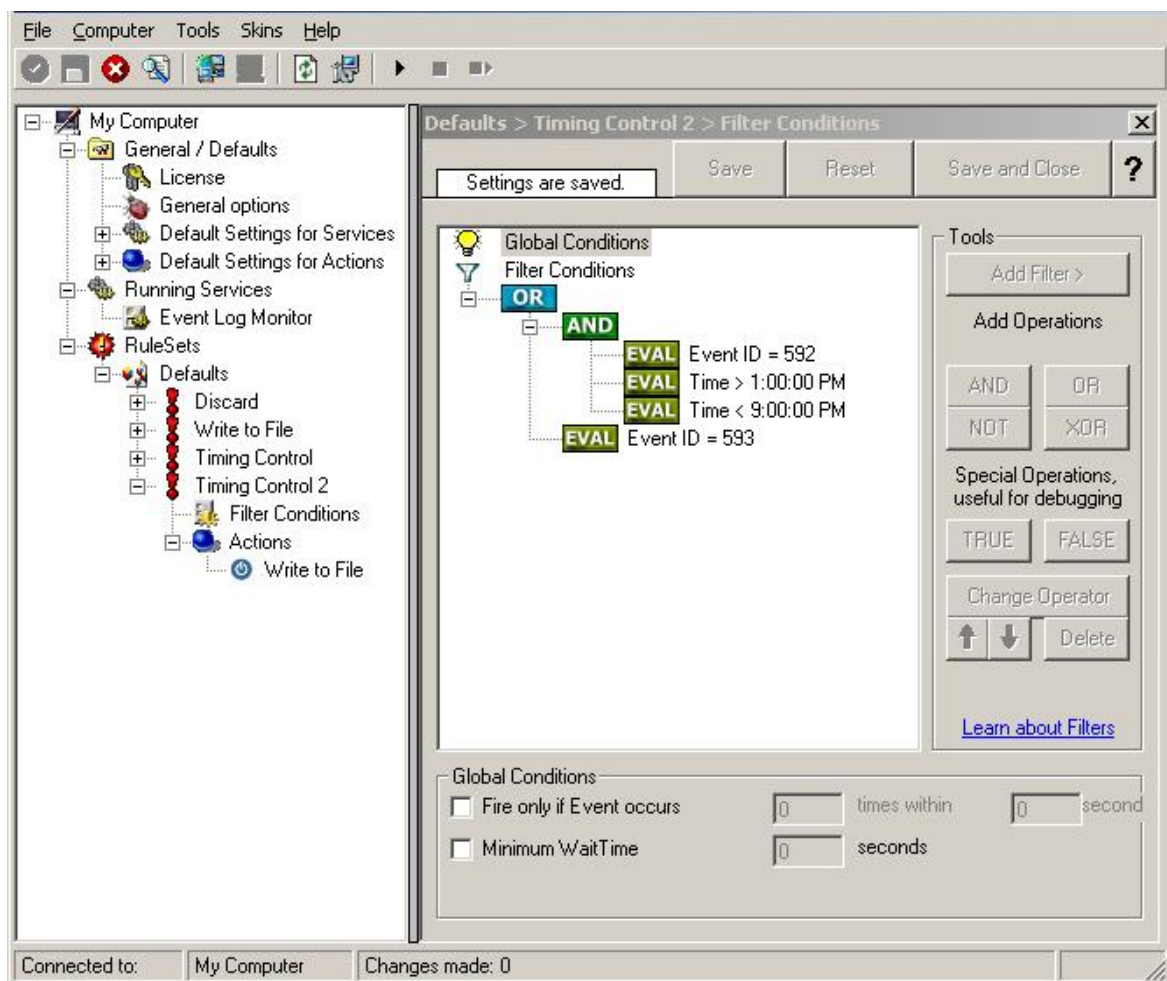 File Computer Tools Skins Help
My Computer
General / Defaults
License
General options
Default Settings for Services
Default Settings for Actions
Running Services
Event Log Monitor
RuleSets
Defaults
Discard
Write to File
Timing Control
Timing Control 2
Filter Conditions
Actions
Write to File
Defaults > Timing Control 2 > Filter Conditions
Settings are saved.
Save Reset Save and Close ?
Global Conditions
Filter Conditions
OR
AND
EVAL Event ID = 592
EVAL Time > 1:00:00 PM
EVAL Time < 9:00:00 PM
EVAL Event ID = 593
Tools
Add Filter >
Add Operations
AND OR
NOT XOR
Special Operations,
useful for debugging
TRUE FALSE
Change Operator
Delete
Learn about Filters
Global Conditions
Fire only if Event occurs 0 times within 0 second
Minimum WaitTime 0 seconds
Connected to: My Computer Changes made: 0